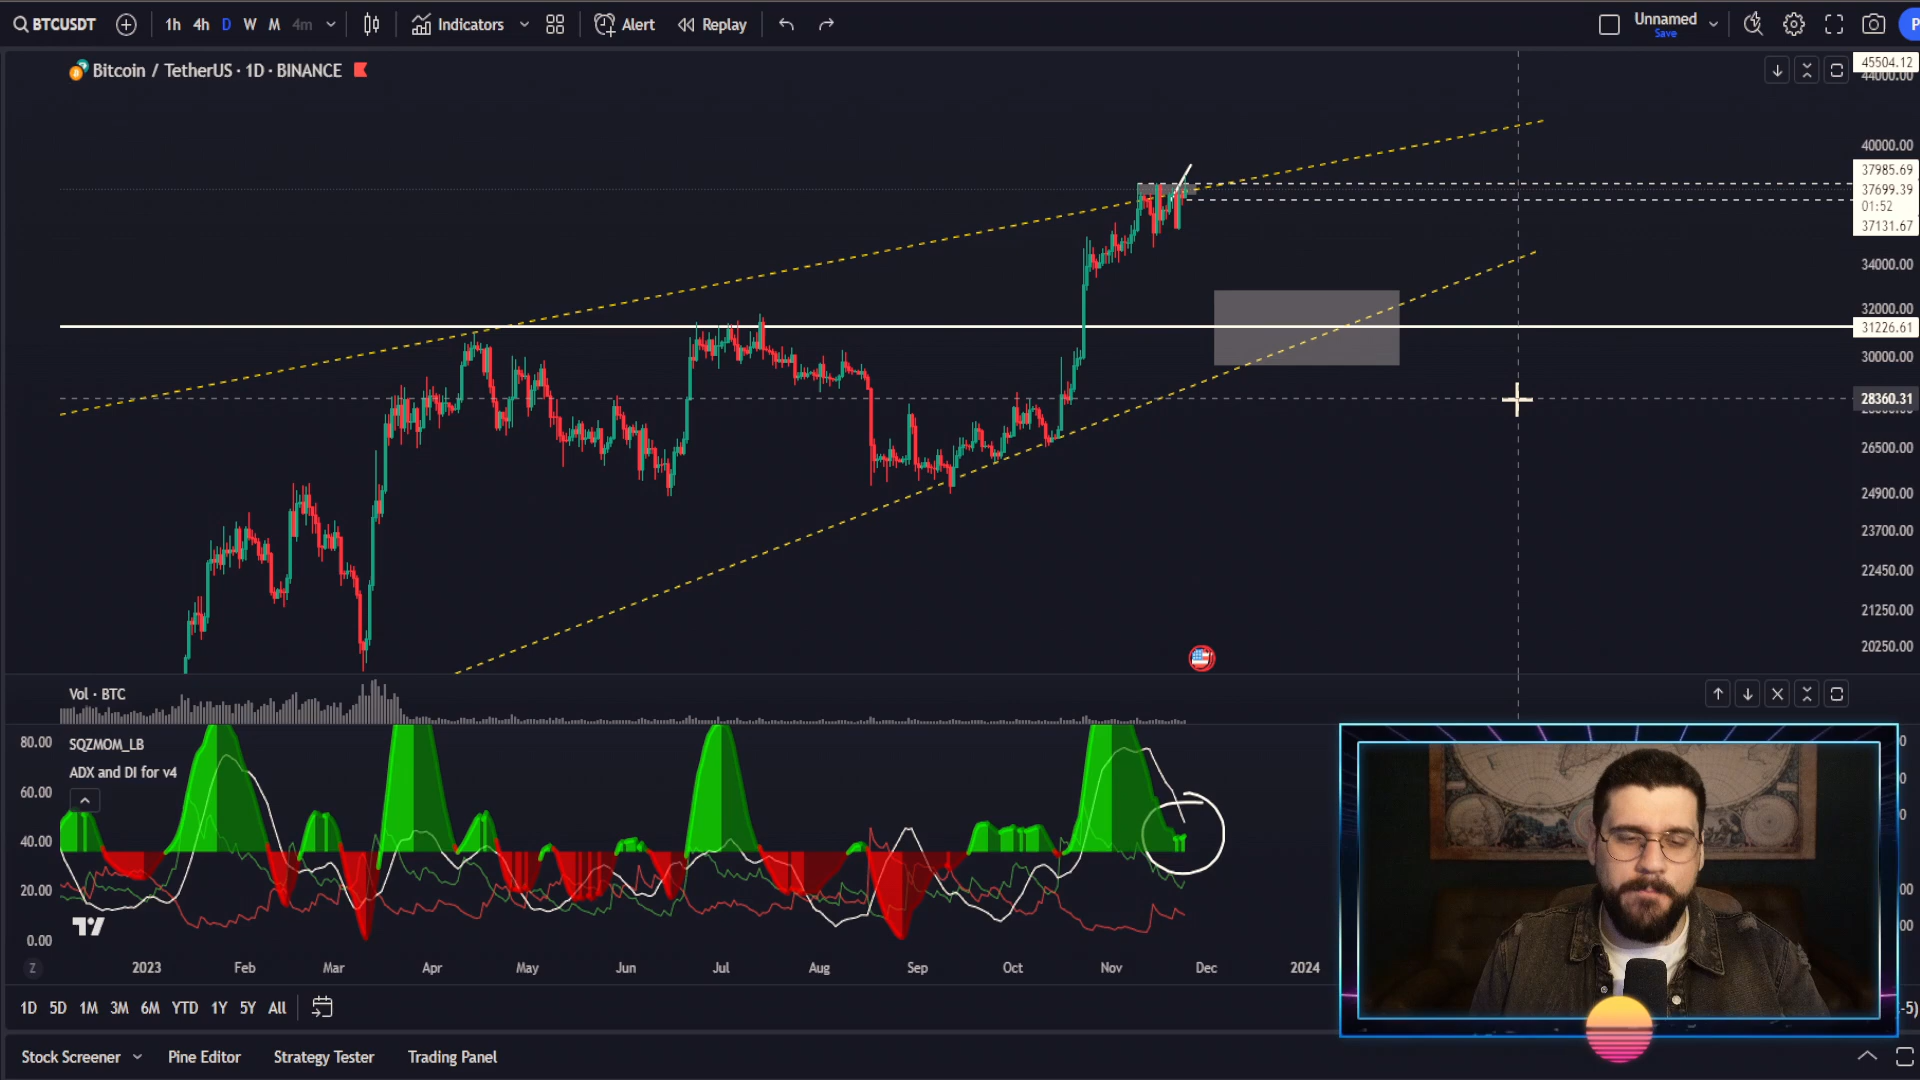 BTCUSDT 1h 4h D W M 4m Indicators Alert Replay Unnamed
Save
Bitcoin / TetherUS · 1D · BINANCE
45504.12
44000.00
40000.00
37985.69
37699.39
01:52
37131.67
34000.00
32000.00
31226.61
30000.00
28360.31
26500.00
24900.00
23700.00
22450.00
21250.00
20250.00
Vol · BTC
80.00
SQZMOM_LB
ADX and DI for v4
60.00
40.00
20.00
0.00
Z 2023 Feb Mar Apr May Jun Jul Aug Sep Oct Nov Dec 2024
1D 5D 1M 3M 6M YTD 1Y 5Y All
-5)
Stock Screener Pine Editor Strategy Tester Trading Panel